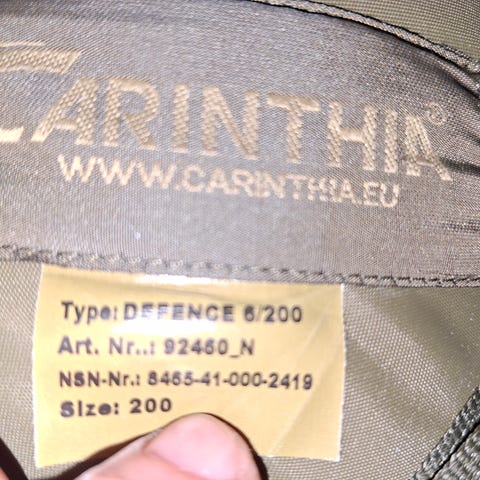 CARINTHIA®
WWW.CARINTHIA.EU
Type: DEFENCE 6/200
Art. Nr..: 92460_N
NSN-Nr.: 8465-41-000-2419
Size: 200